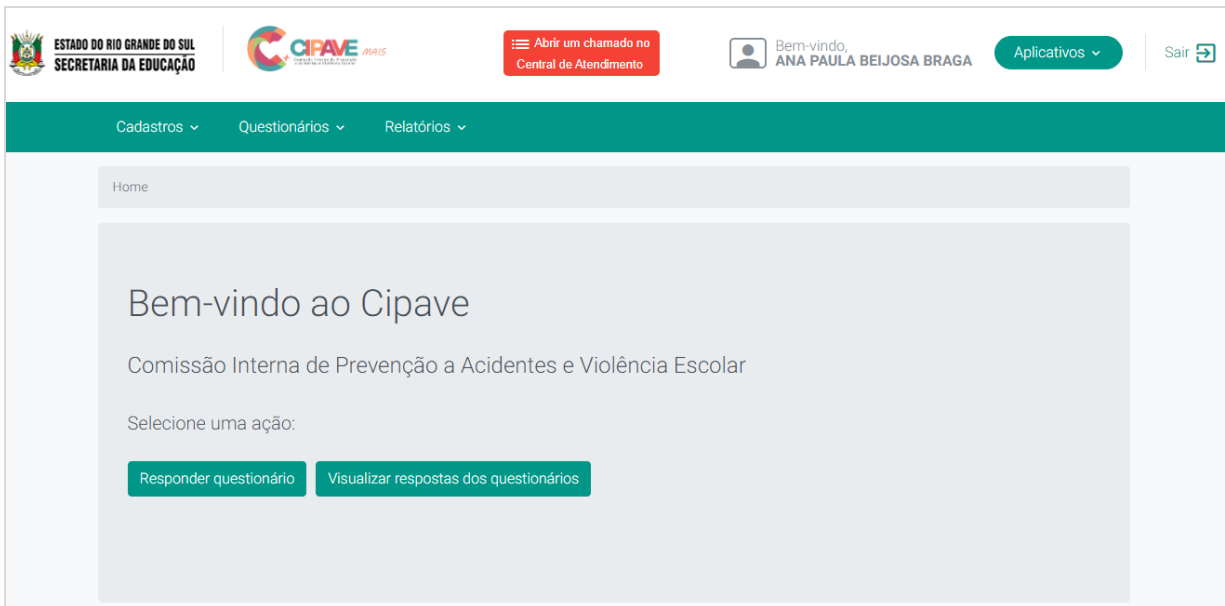 ESTADO DO RIO GRANDE DO SUL
SECRETARIA DA EDUCAÇÃO
CIPAVE MAIS
Abrir um chamado no
Central de Atendimento
Bem-vindo,
ANA PAULA BEIJOSA BRAGA
Aplicativos
Sair
Cadastros
Questionários
Relatórios
Home
Bem-vindo ao Cipave
Comissão Interna de Prevenção a Acidentes e Violência Escolar
Selecione uma ação:
Responder questionário
Visualizar respostas dos questionários